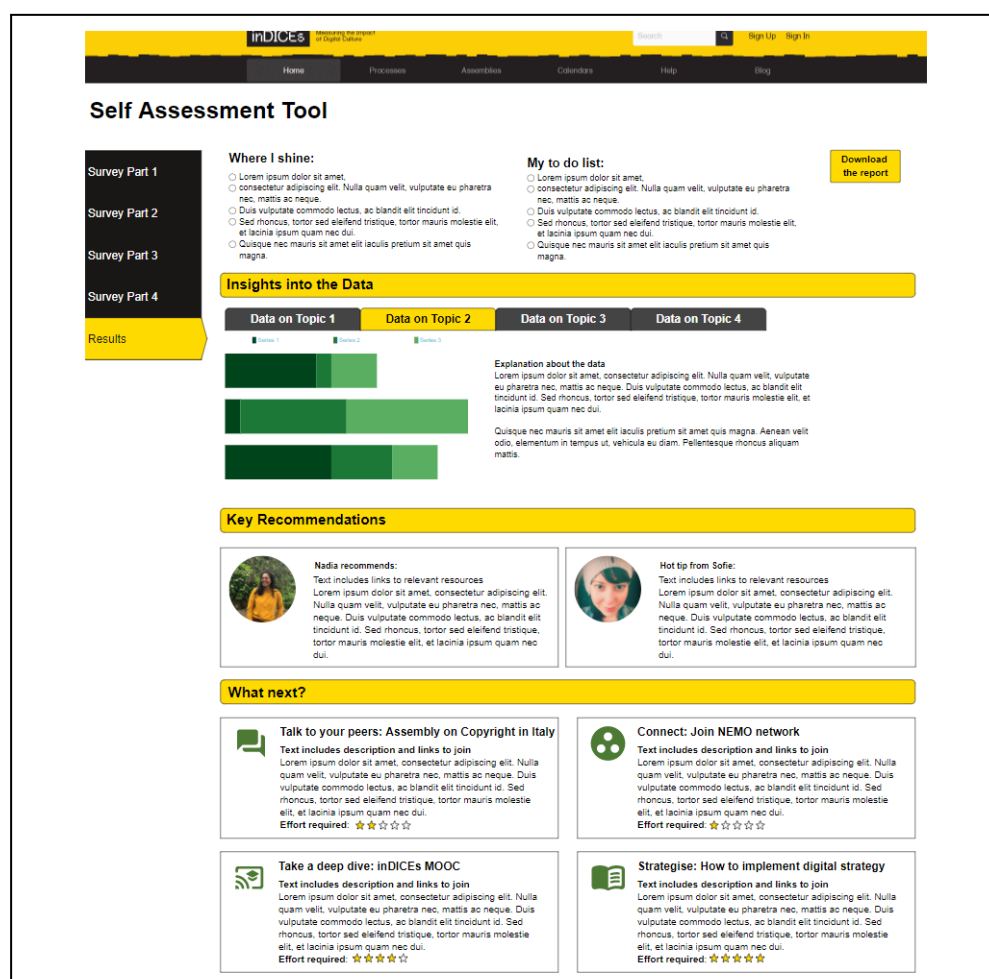 inDICEs
Measuring the Impact
of Digital Culture
Search
Sign Up Sign In
Home Processes Assemblies Calendars Help Blog
Self Assessment Tool
Survey Part 1
Survey Part 2
Survey Part 3
Survey Part 4
Results
Where I shine:
Lorem ipsum dolor sit amet,
consectetur adipiscing elit. Nulla quam velit, vulputate eu pharetra
nec, mattis ac neque.
Duis vulputate commodo lectus, ac blandit elit tincidunt id.
Sed rhoncus, tortor sed eleifend tristique, tortor mauris molestie elit,
et lacinia ipsum quam nec dui.
Quisque nec mauris sit amet elit iaculis pretium sit amet quis
magna.
My to do list:
Lorem ipsum dolor sit amet,
consectetur adipiscing elit. Nulla quam velit, vulputate eu pharetra
nec, mattis ac neque.
Duis vulputate commodo lectus, ac blandit elit tincidunt id.
Sed rhoncus, tortor sed eleifend tristique, tortor mauris molestie elit,
et lacinia ipsum quam nec dui.
Quisque nec mauris sit amet elit iaculis pretium sit amet quis
magna.
Download
the report
Insights into the Data
Data on Topic 1 Data on Topic 2 Data on Topic 3 Data on Topic 4
Series 1 Series 2 Series 3
Explanation about the data
Lorem ipsum dolor sit amet, consectetur adipiscing elit. Nulla quam velit, vulputate
eu pharetra nec, mattis ac neque. Duis vulputate commodo lectus, ac blandit elit
tincidunt id. Sed rhoncus, tortor sed eleifend tristique, tortor mauris molestie elit, et
lacinia ipsum quam nec dui.
Quisque nec mauris sit amet elit iaculis pretium sit amet quis magna. Aenean velit
odio, elementum in tempus ut, vehicula eu diam. Pellentesque rhoncus aliquam
mattis.
Key Recommendations
Nadia recommends:
Text includes links to relevant resources
Lorem ipsum dolor sit amet, consectetur adipiscing elit.
Nulla quam velit, vulputate eu pharetra nec, mattis ac
neque. Duis vulputate commodo lectus, ac blandit elit
tincidunt id. Sed rhoncus, tortor sed eleifend tristique,
tortor mauris molestie elit, et lacinia ipsum quam nec
dui.
Hot tip from Sofie:
Text includes links to relevant resources
Lorem ipsum dolor sit amet, consectetur adipiscing elit.
Nulla quam velit, vulputate eu pharetra nec, mattis ac
neque. Duis vulputate commodo lectus, ac blandit elit
tincidunt id. Sed rhoncus, tortor sed eleifend tristique,
tortor mauris molestie elit, et lacinia ipsum quam nec
dui.
What next?
Talk to your peers: Assembly on Copyright in Italy
Text includes description and links to join
Lorem ipsum dolor sit amet, consectetur adipiscing elit. Nulla
quam velit, vulputate eu pharetra nec, mattis ac neque. Duis
vulputate commodo lectus, ac blandit elit tincidunt id. Sed
rhoncus, tortor sed eleifend tristique, tortor mauris molestie
elit, et lacinia ipsum quam nec dui.
Effort required:
Connect: Join NEMO network
Text includes description and links to join
Lorem ipsum dolor sit amet, consectetur adipiscing elit. Nulla
quam velit, vulputate eu pharetra nec, mattis ac neque. Duis
vulputate commodo lectus, ac blandit elit tincidunt id. Sed
rhoncus, tortor sed eleifend tristique, tortor mauris molestie
elit, et lacinia ipsum quam nec dui.
Effort required:
Take a deep dive: inDICEs MOOC
Text includes description and links to join
Lorem ipsum dolor sit amet, consectetur adipiscing elit. Nulla
quam velit, vulputate eu pharetra nec, mattis ac neque. Duis
vulputate commodo lectus, ac blandit elit tincidunt id. Sed
rhoncus, tortor sed eleifend tristique, tortor mauris molestie
elit, et lacinia ipsum quam nec dui.
Effort required:
Strategise: How to implement digital strategy
Text includes description and links to join
Lorem ipsum dolor sit amet, consectetur adipiscing elit. Nulla
quam velit, vulputate eu pharetra nec, mattis ac neque. Duis
vulputate commodo lectus, ac blandit elit tincidunt id. Sed
rhoncus, tortor sed eleifend tristique, tortor mauris molestie
elit, et lacinia ipsum quam nec dui.
Effort required: